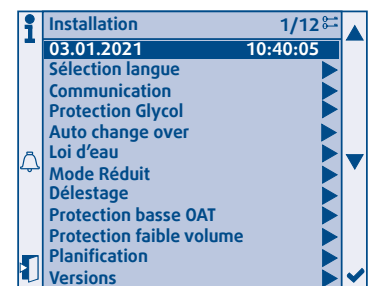 Installation 1/12
03.01.2021 10:40:05
Sélection langue
Communication
Protection Glycol
Auto change over
Loi d'eau
Mode Réduit
Délestage
Protection basse OAT
Protection faible volume
Planification
Versions